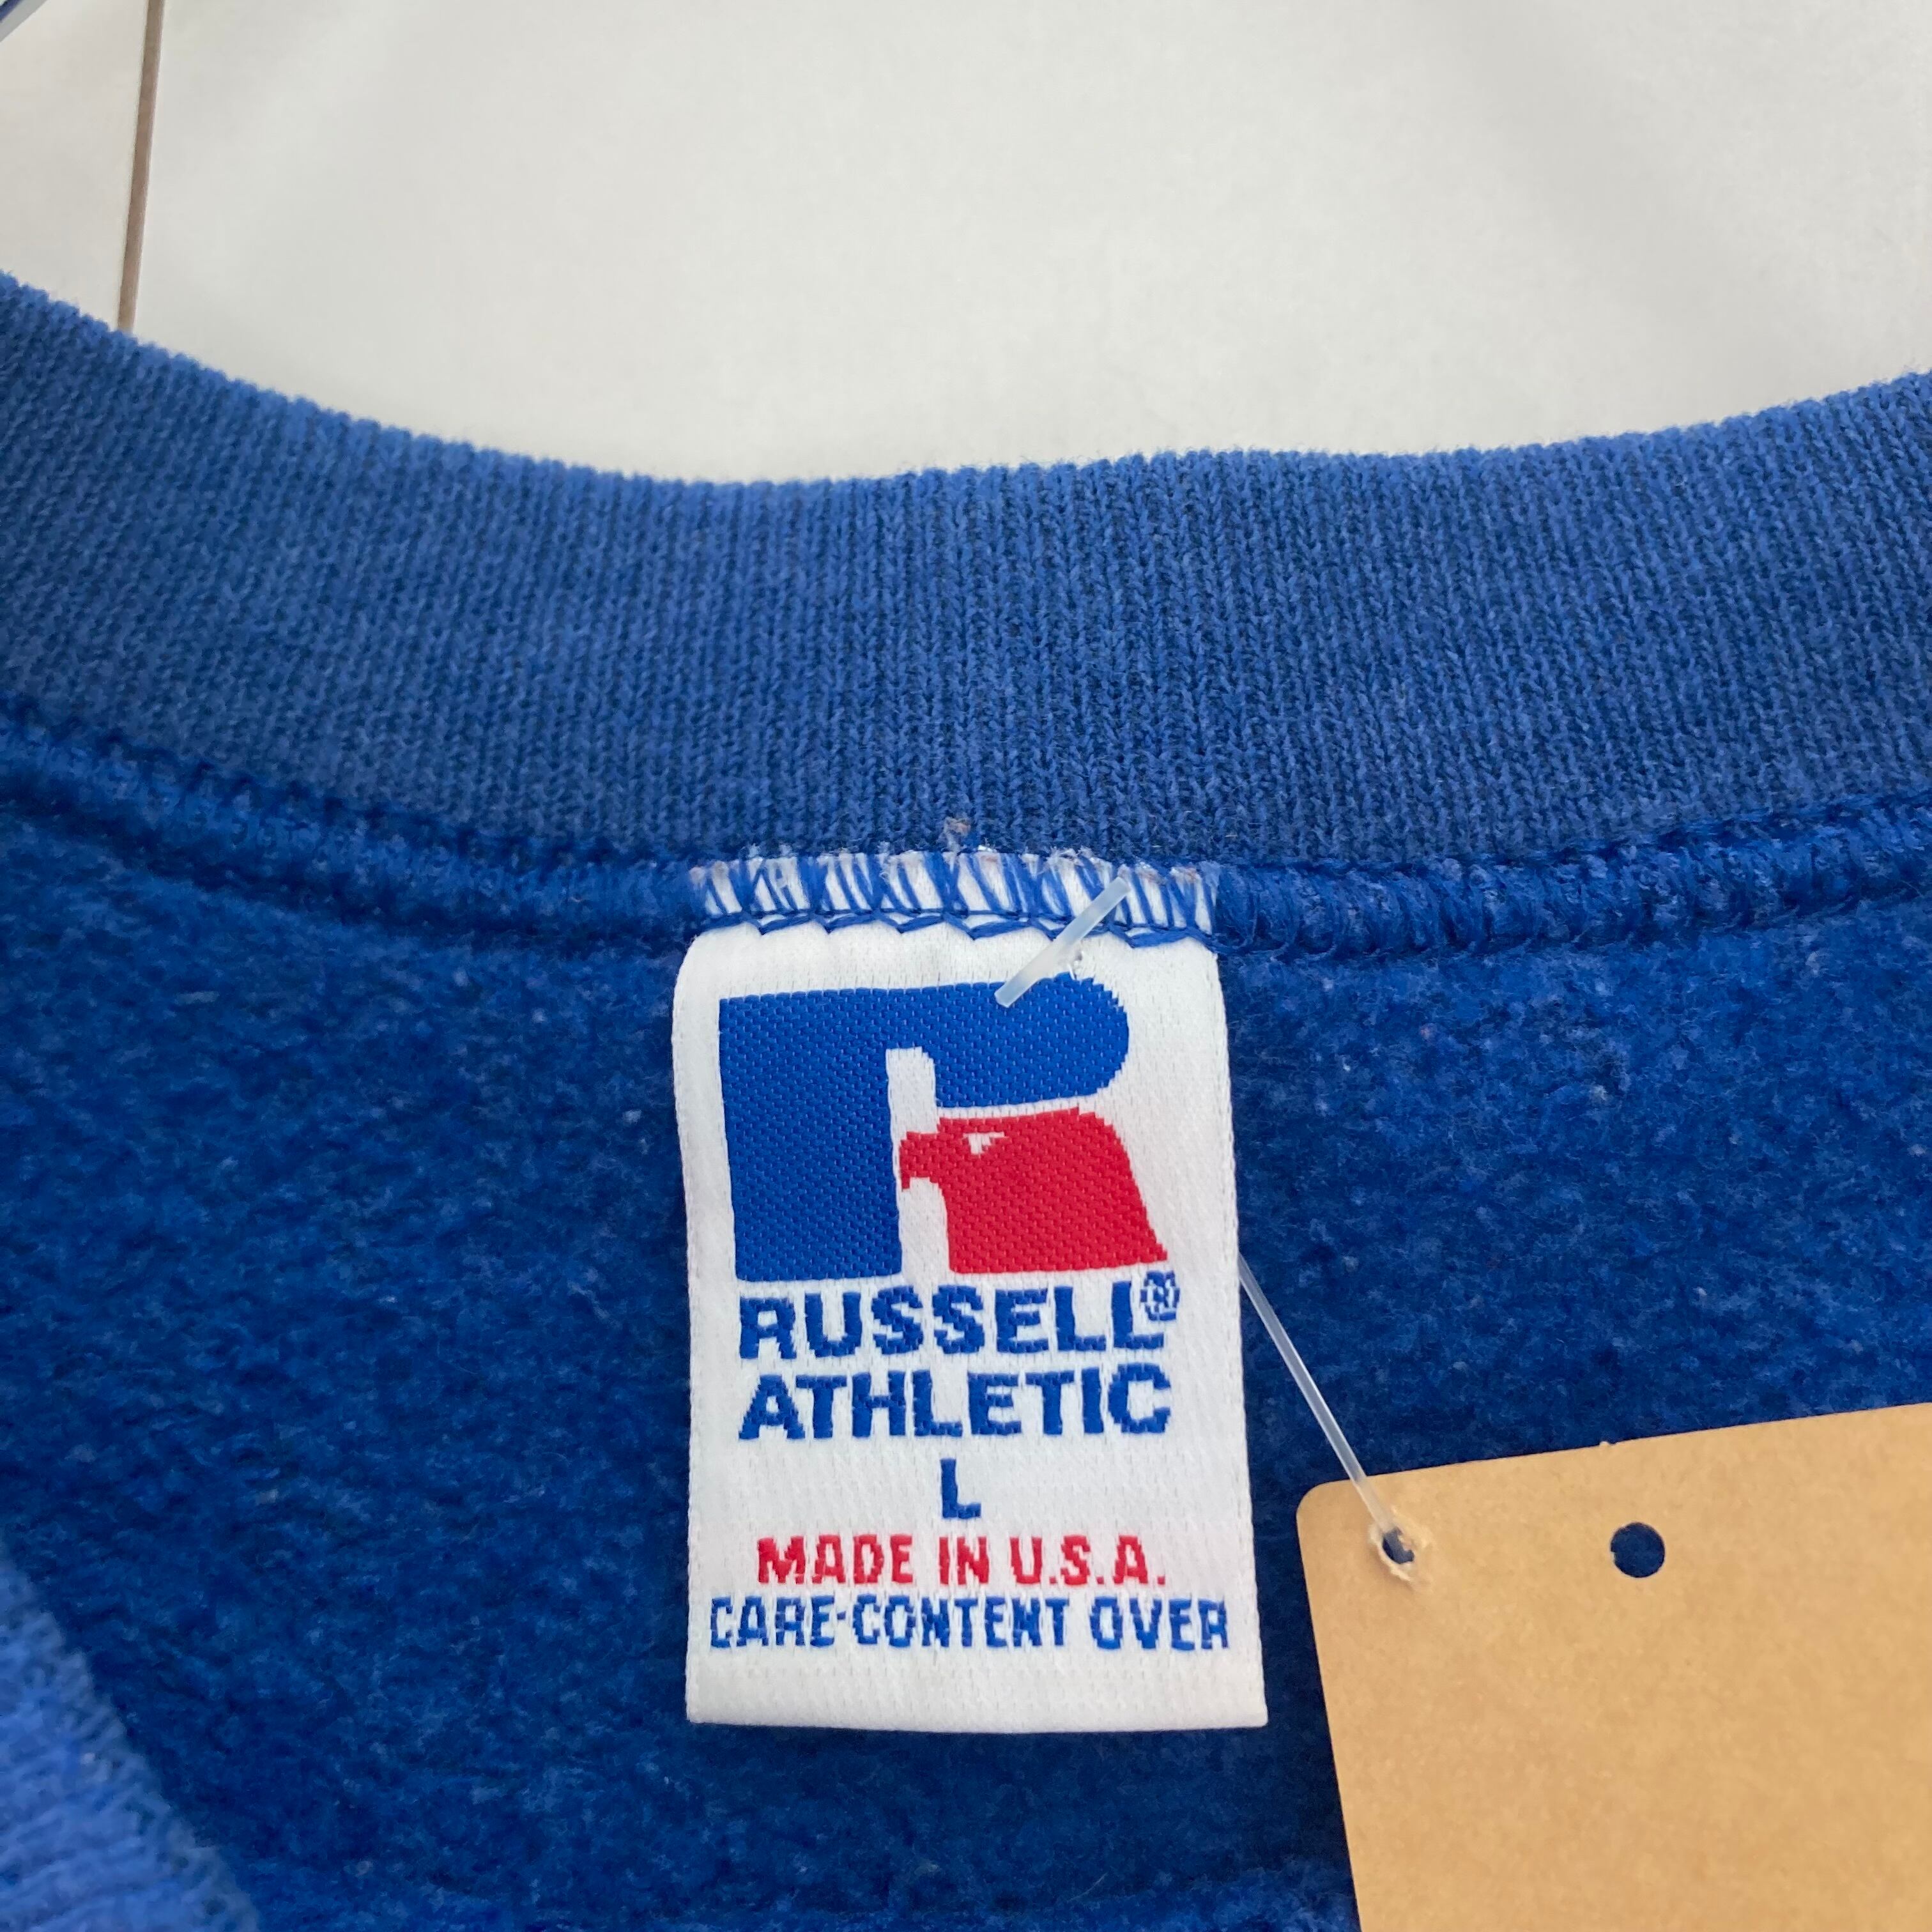 RUSSELL®
ATHLETIC
L
MADE IN U.S.A.
CARE-CONTENT OVER